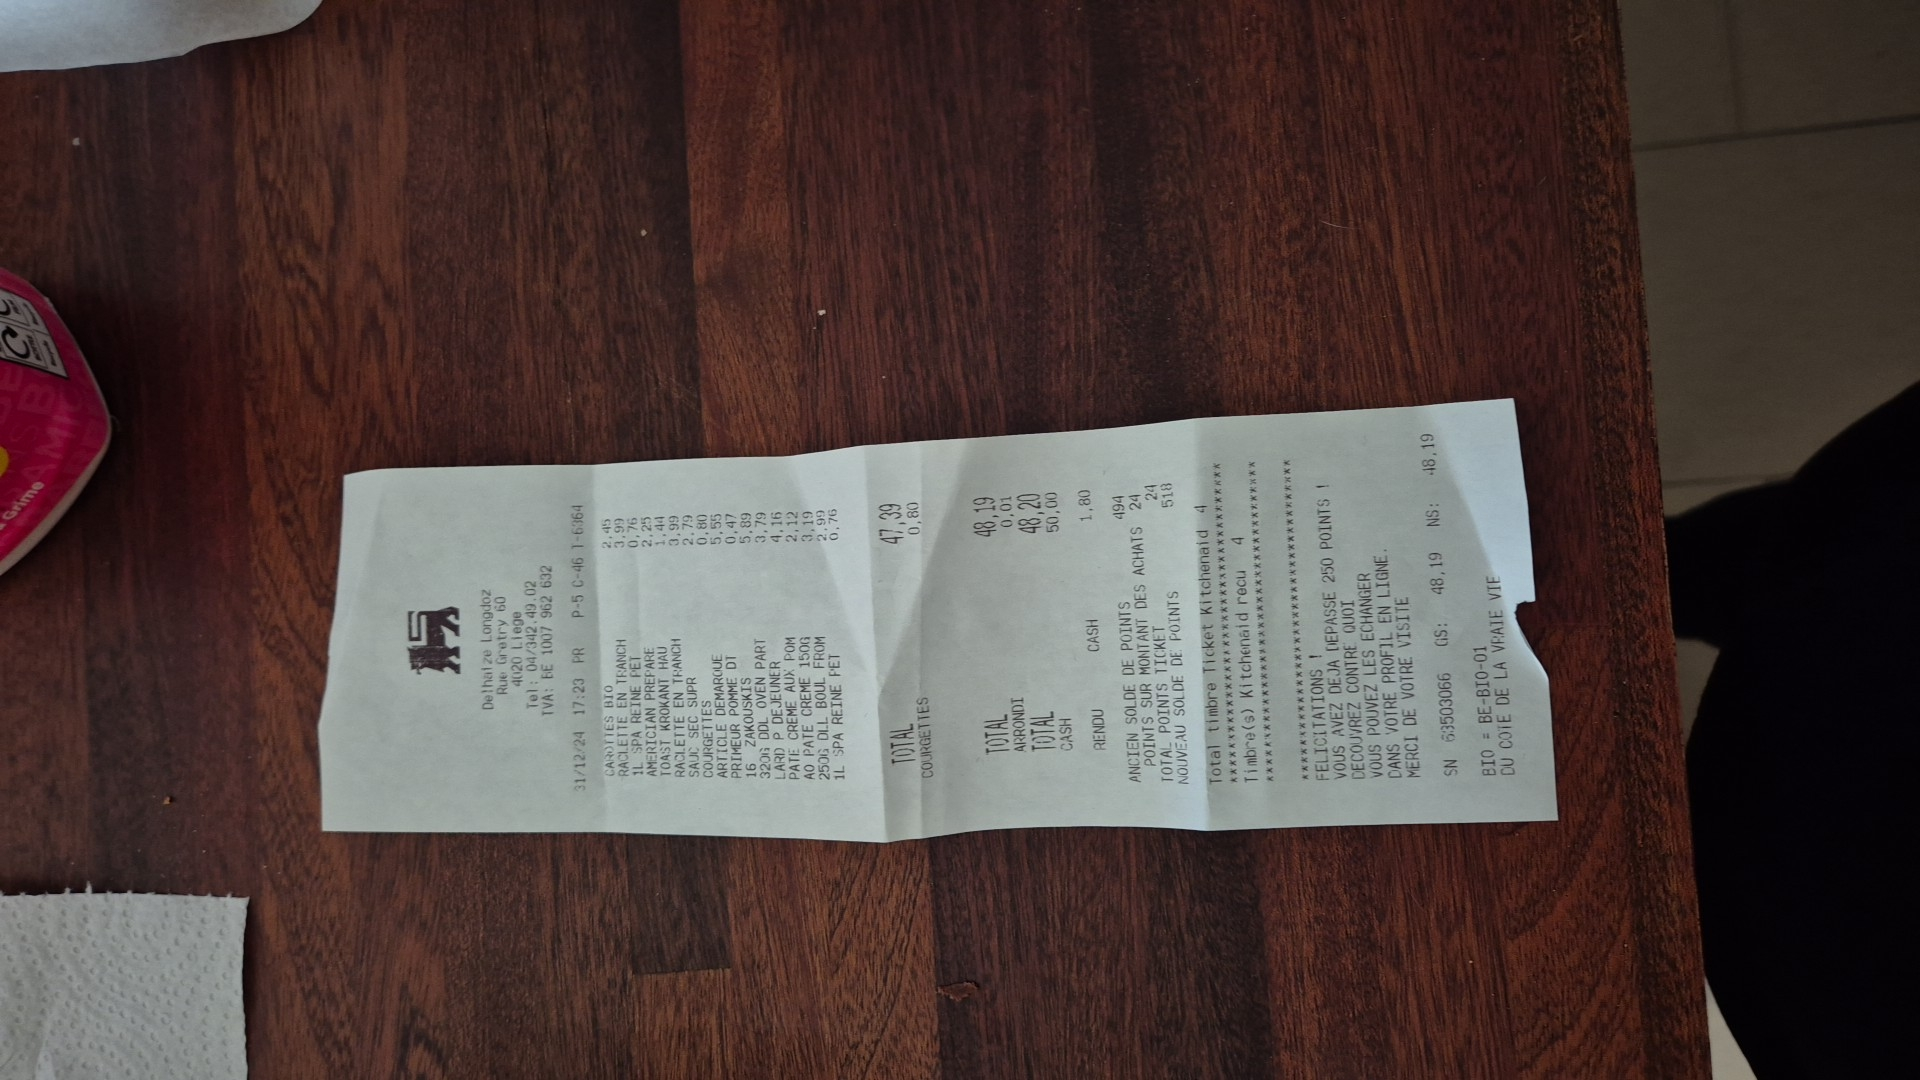 Delhaize Longdoz
Rue Gretry 60
4020 Liege
Tel: 04/342.49.02
TVA: BE 1007 962 632
31/12/24 17:23 PR P-5 C-46 T-6364
CAROTTES BIO 2,45
RACLETTE EN TRANCH 3,99
1L SPA REINE PET 0,76
AMERICIAN PREPARE 2,25
TOAST KROKANT HAU 1,44
RACLETTE EN TRANCH 3,99
SAUC SEC SUPR 2,79
COURGETTES 0,80
ARTICLE DEMARQUE 5,55
PRIMEUR POMME DT 0,47
16 ZAKOUSKIS 5,89
320G DDL OVEN PART 3,79
LARD P DEJEUNER 4,16
PATE CREME AUX POM 2,12
AO PATE CREME 150G 3,19
250G DLL BOUL FROM 2,99
1L SPA REINE PET 0,76
TOTAL 47,39
COURGETTES 0,80
TOTAL 48,19
ARRONDI 0,01
TOTAL 48,20
CASH 50,00
RENDU CASH 1,80
ANCIEN SOLDE DE POINTS 494
POINTS SUR MONTANT DES ACHATS 24
TOTAL POINTS TICKET 24
NOUVEAU SOLDE DE POINTS 518
Total timbre Ticket Kitchenaid 4
************************************
Timbre(s) Kitchenaid recu 4
************************************
************************************
FELICITATIONS !
VOUS AVEZ DEJA DEPASSE 250 POINTS !
DECOUVREZ CONTRE QUOI
VOUS POUVEZ LES ECHANGER
DANS VOTRE PROFIL EN LIGNE.
MERCI DE VOTRE VISITE
SN 63503066 GS: 48,19 NS: 48,19
BIO = BE-BIO-01
DU COTE DE LA VRAIE VIE
Grime